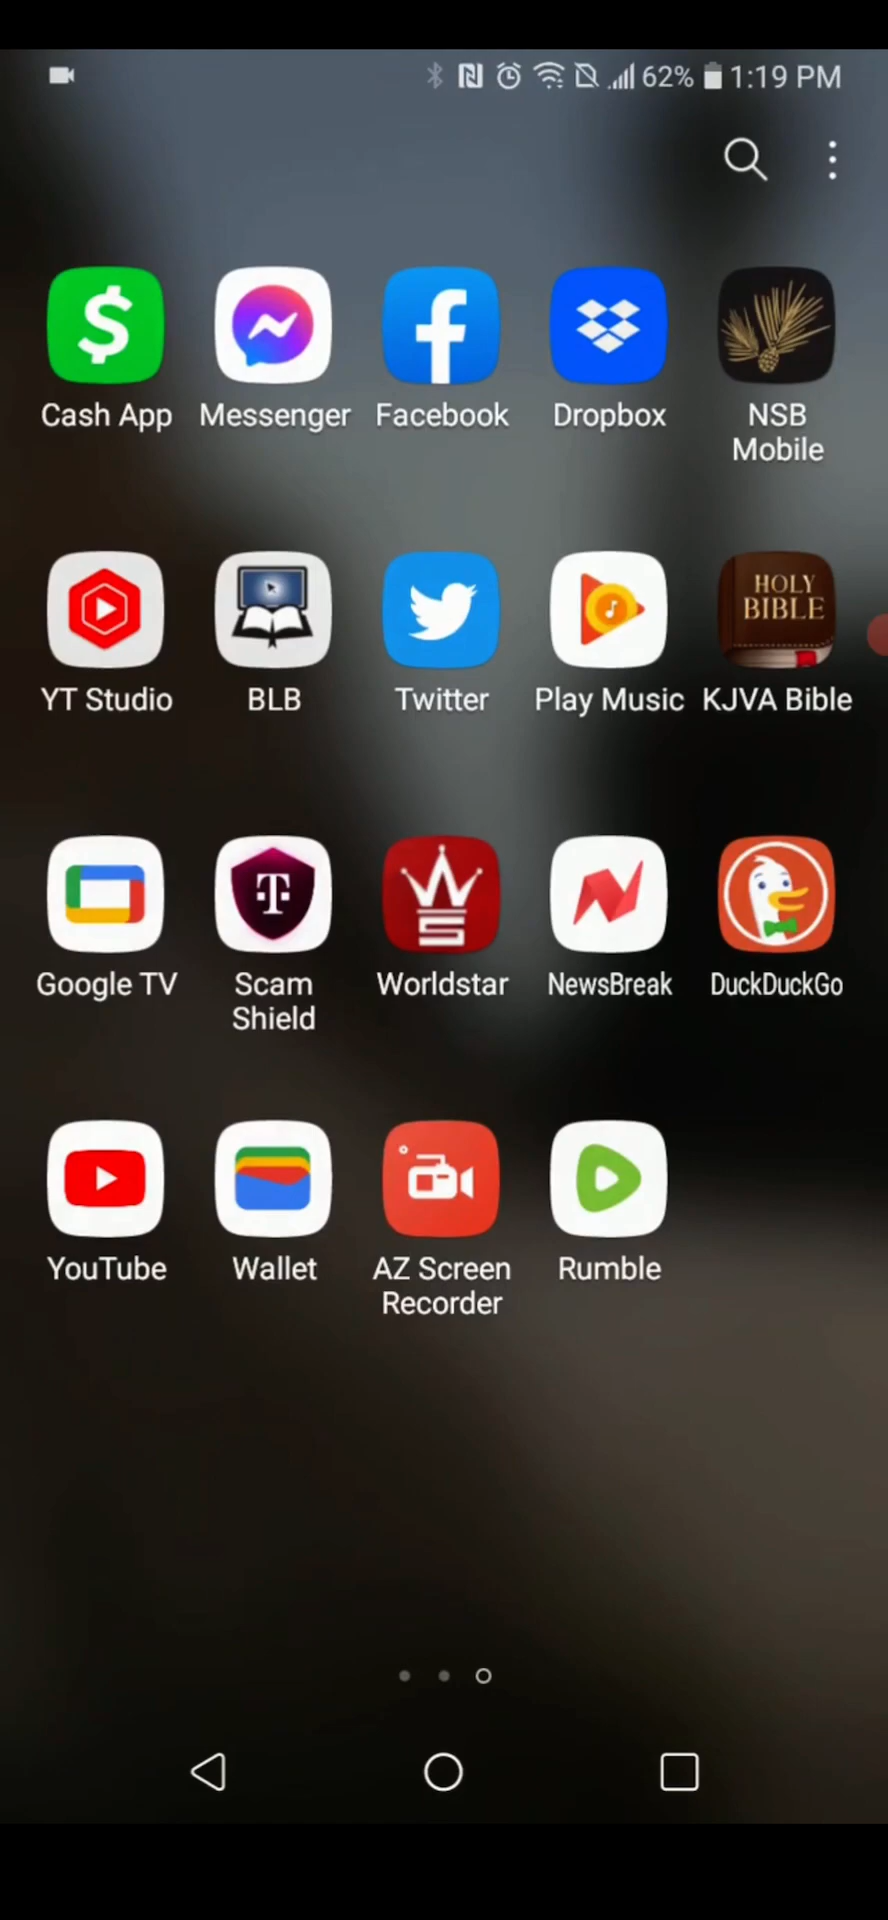 62% 1:19 PM
Cash App Messenger Facebook Dropbox NSB
Mobile
HOLY
BIBLE
YT Studio BLB Twitter Play Music KJVA Bible
T
W
S
Google TV Scam Worldstar NewsBreak DuckDuckGo
Shield
YouTube Wallet AZ Screen Rumble
Recorder